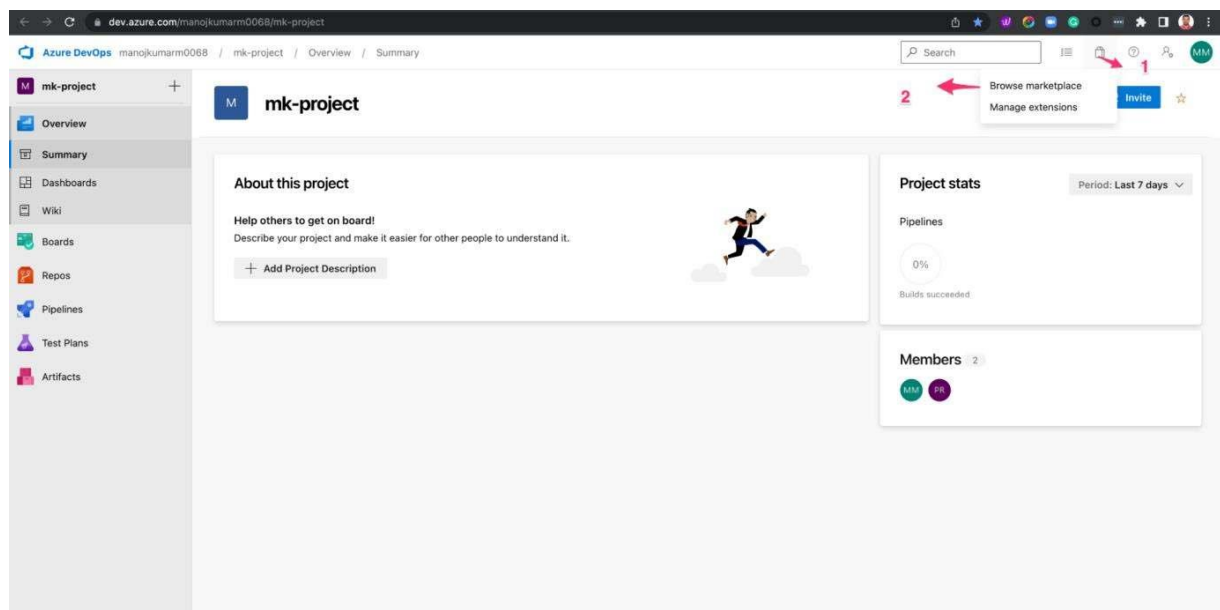 dev.azure.com/manojkumarm0068/mk-project
Azure DevOps manojkumarm0068 / mk-project / Overview / Summary
Search
MM
1
M mk-project +
M mk-project
2
Browse marketplace
Manage extensions
Invite
Overview
Summary
Dashboards
Wiki
Boards
Repos
Pipelines
Test Plans
Artifacts
About this project
Help others to get on board!
Describe your project and make it easier for other people to understand it.
+ Add Project Description
Project stats
Period: Last 7 days
Pipelines
0%
Builds succeeded
Members 2
MM PR